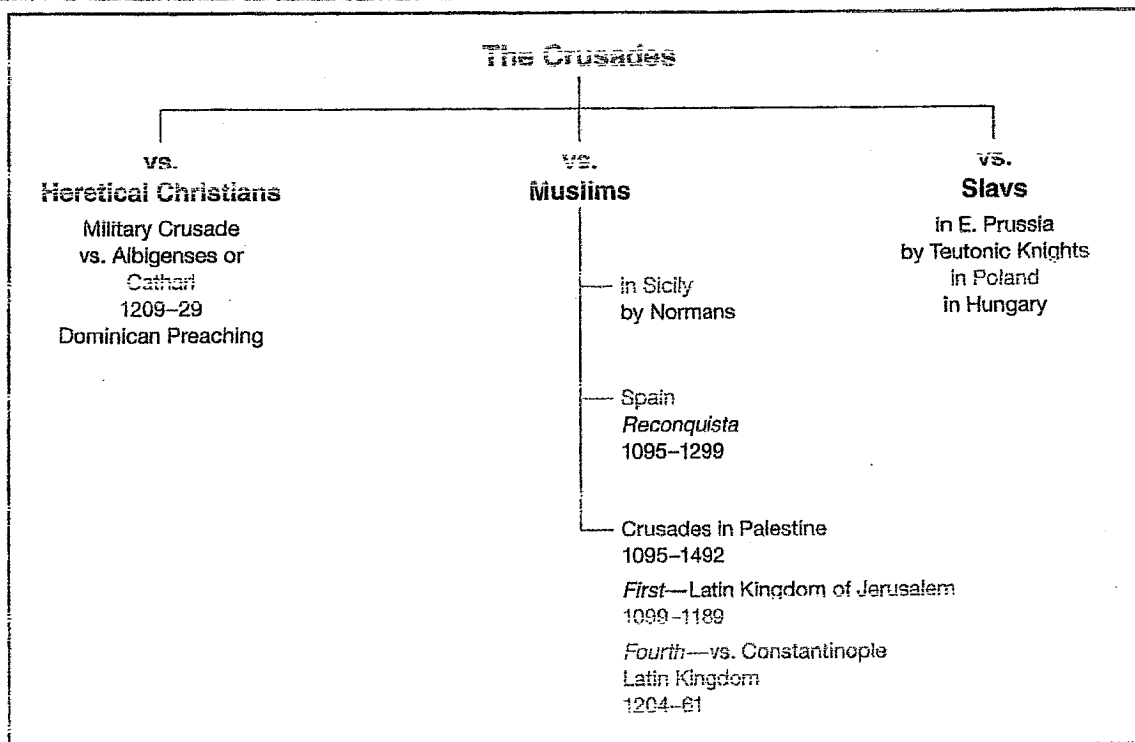 The Crusades
vs.
Heretical Christians
Military Crusade
vs. Albigenses or
Cathari
1209–29
Dominican Preaching
vs.
Muslims
in Sicily
by Normans
Spain
Reconquista
1095–1299
Crusades in Palestine
1095–1492
First—Latin Kingdom of Jerusalem
1099–1189
Fourth—vs. Constantinople
Latin Kingdom
1204–61
vs.
Slavs
in E. Prussia
by Teutonic Knights
in Poland
in Hungary